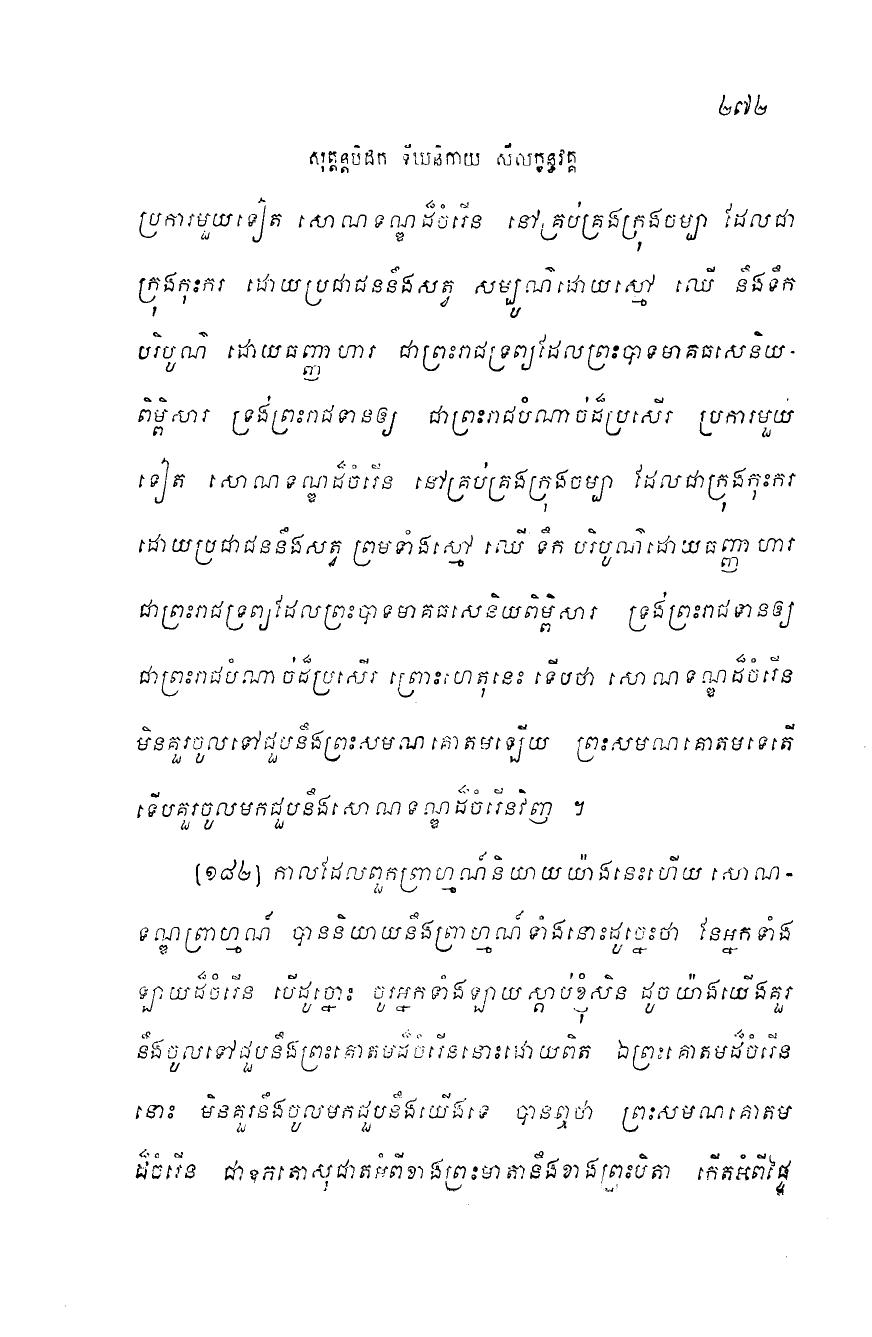 ២៧២
សុត្តន្តបិដក ទីឃនិកាយ សីលក្ខន្ធវគ្គ
ប្រការមួយទៀត សោណទណ្ឌដ៏ចំរើន នៅគ្រប់គ្រងក្រុងចម្បា ដែលជា
ក្រុងកុះករ ដោយប្រជាជននឹងសត្វ សម្បូណ៌ដោយស្មៅ ឈើ នឹងទឹក
បរិបូណ៌ ដោយធញ្ញាហារ ជាព្រះរាជទ្រព្យដែលព្រះបាទមាគធសេនិយ-
ពិម្ពិសារ ទ្រង់ព្រះរាជទានឲ្យ ជាព្រះរាជបំណាច់ដ៏ប្រសើរ ប្រការមួយ
ទៀត សោណទណ្ឌដ៏ចំរើន នៅគ្រប់គ្រងក្រុងចម្បា ដែលជាក្រុងកុះករ
ដោយប្រជាជននឹងសត្វ ព្រមទាំងស្មៅ ឈើ ទឹក បរិបូណ៌ដោយធញ្ញាហារ
ជាព្រះរាជទ្រព្យដែលព្រះបាទមាគធសេនិយពិម្ពិសារ ទ្រង់ព្រះរាជទានឲ្យ
ជាព្រះរាជបំណាច់ដ៏ប្រសើរ ព្រោះហេតុនេះ ទើបថា សោណទណ្ឌដ៏ចំរើន
មិនគួរចូលទៅជួបនឹងព្រះសមណគោតមឡើយ ព្រះសមណគោតមទេតើ
ទើបគួរចូលមកជួបនឹងសោណទណ្ឌដ៏ចំរើនវិញ ។
[១៨២] កាលដែលពួកព្រាហ្មណ៍និយាយយ៉ាងនេះហើយ សោណ-
ទណ្ឌព្រាហ្មណ៍ បាននិយាយនឹងព្រាហ្មណ៍ទាំងនោះដូច្នេះថា នែអ្នកទាំង
ឡាយដ៏ចំរើន បើដូច្នោះ ចូរអ្នកទាំងឡាយស្តាប់ខ្ញុំសិន ដូចយ៉ាងយើងគួរ
នឹងចូលទៅជួបនឹងព្រះគោតមដ៏ចំរើននោះដោយពិត ឯព្រះគោតមដ៏ចំរើន
នោះ មិនគួរនឹងចូលមកជួបនឹងយើងទេ បានឮថា ព្រះសមណគោតម
ដ៏ចំរើន ជាឧភតោសុជាតអំពីខាងព្រះមាតានឹងខាងព្រះបិតា កើតអំពីផ្ទៃ